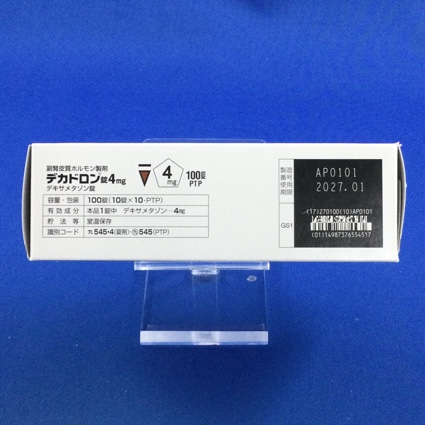 副腎皮質ホルモン製剤
デカドロン錠4mg
デキサメタゾン錠
4
mg
100錠
PTP
容量・包装 100錠(10錠×10・PTP)
有効成分 本品1錠中 デキサメタゾン…4mg
貯法等 室温保存
識別コード 545・4(錠剤)・545(PTP)
製造番号
使用期限
AP0101
2027.01
GS1
(17)270100(10)AP0101
(01)14987376554517